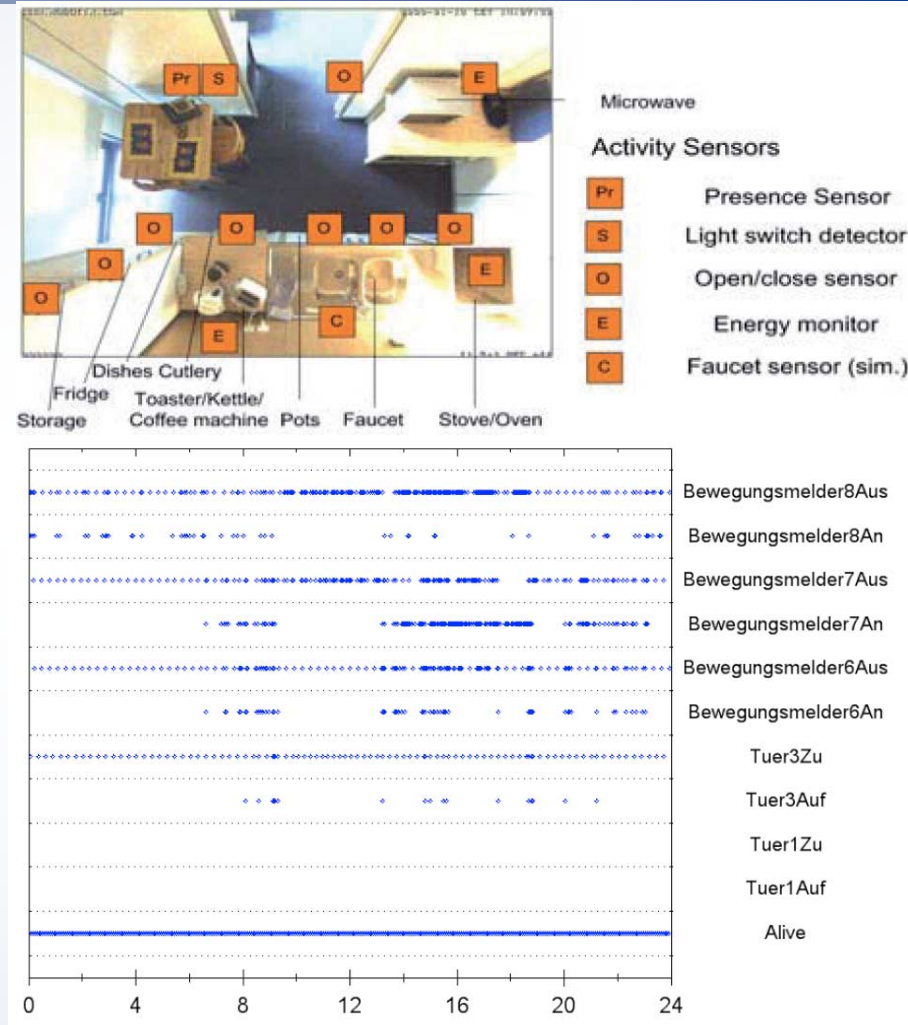 Pr S O E
Microwave
Activity Sensors
Pr Presence Sensor
S Light switch detector
O Open/close sensor
E Energy monitor
C Faucet sensor (sim.)
O O O O O
O E
O C
E
Dishes Cutlery
Fridge Toaster/Kettle/
Storage Coffee machine Pots Faucet Stove/Oven
Bewegungsmelder8Aus
Bewegungsmelder8An
Bewegungsmelder7Aus
Bewegungsmelder7An
Bewegungsmelder6Aus
Bewegungsmelder6An
Tuer3Zu
Tuer3Auf
Tuer1Zu
Tuer1Auf
Alive
0 4 8 12 16 20 24